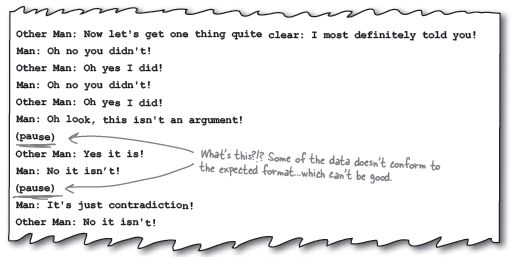 Other Man: Now let's get one thing quite clear: I most definitely told you!
Man: Oh no you didn't!
Other Man: Oh yes I did!
Man: Oh no you didn't!
Other Man: Oh yes I did!
Man: Oh look, this isn't an argument!
(pause)
Other Man: Yes it is!
Man: No it isn't!
(pause)
Man: It's just contradiction!
Other Man: No it isn't!
What's this?!? Some of the data doesn't conform to
the expected format...which can't be good.